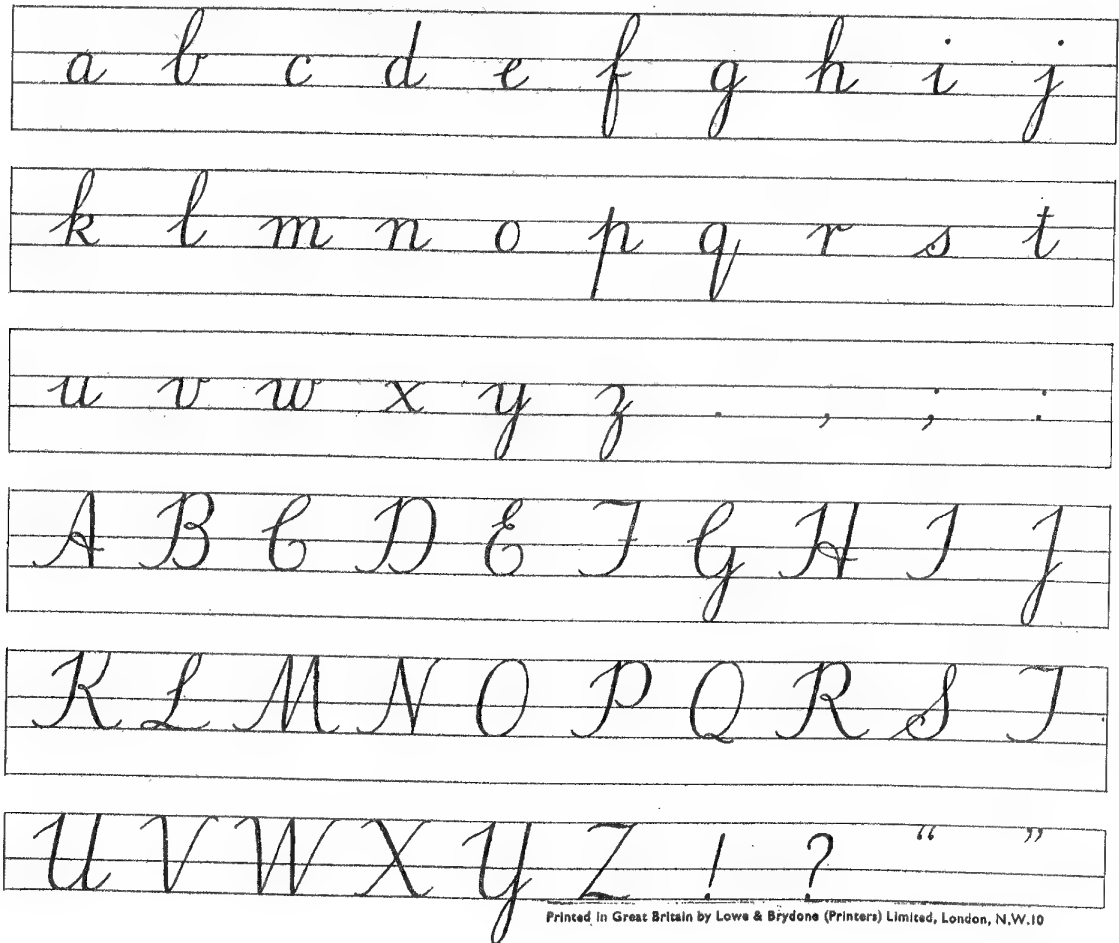 a b c d e f g h i j
k l m n o p q r s t
u v w x y z . , ; :
A B C D E F G H I J
K L M N O P Q R S T
U V W X Y Z ! ? “ ”
Printed in Great Britain by Lowe & Brydone (Printers) Limited, London, N.W.10